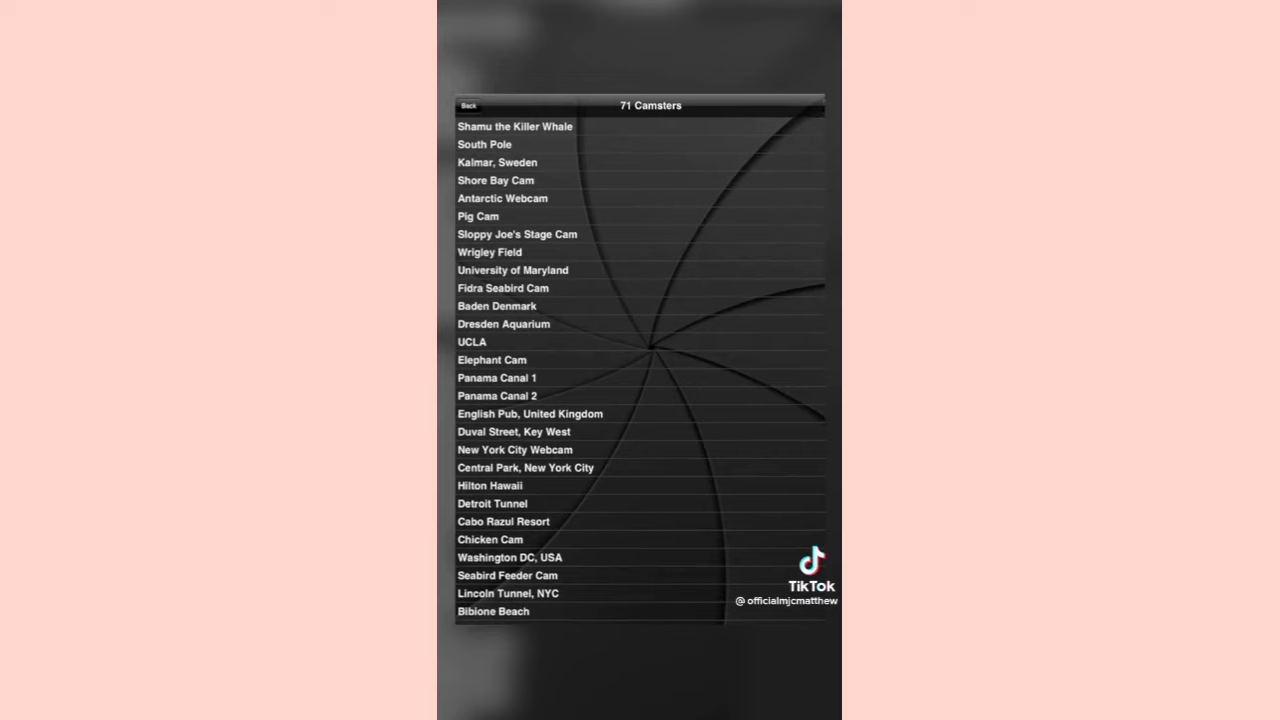 Back
71 Camsters
Shamu the Killer Whale
South Pole
Kalmar, Sweden
Shore Bay Cam
Antarctic Webcam
Pig Cam
Sloppy Joe's Stage Cam
Wrigley Field
University of Maryland
Fidra Seabird Cam
Baden Denmark
Dresden Aquarium
UCLA
Elephant Cam
Panama Canal 1
Panama Canal 2
English Pub, United Kingdom
Duval Street, Key West
New York City Webcam
Central Park, New York City
Hilton Hawaii
Detroit Tunnel
Cabo Razul Resort
Chicken Cam
Washington DC, USA
Seabird Feeder Cam
Lincoln Tunnel, NYC
Bibione Beach
TikTok
@ officialmjcmatthew